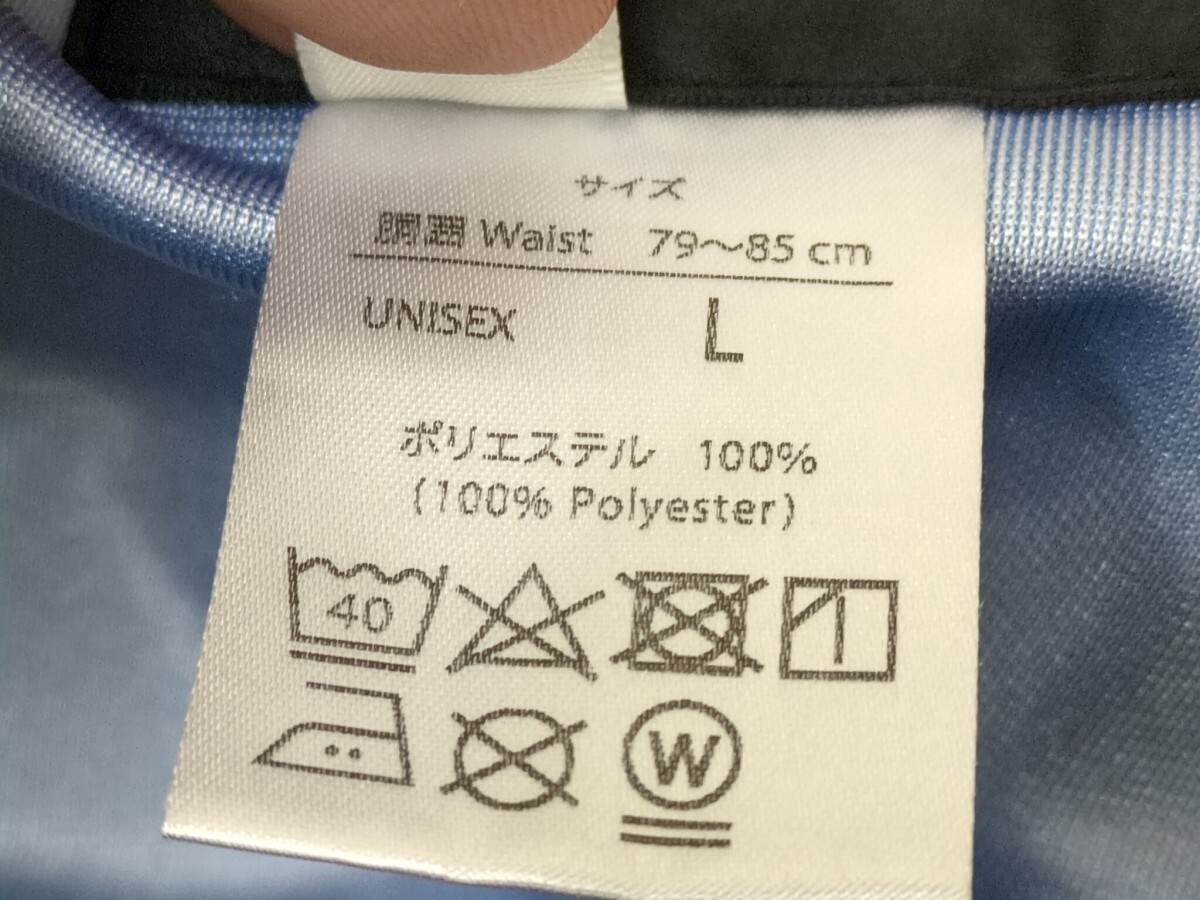 サイズ
胴囲 Waist 79～85 cm
UNISEX L
ポリエステル 100%
(100% Polyester)
40
W